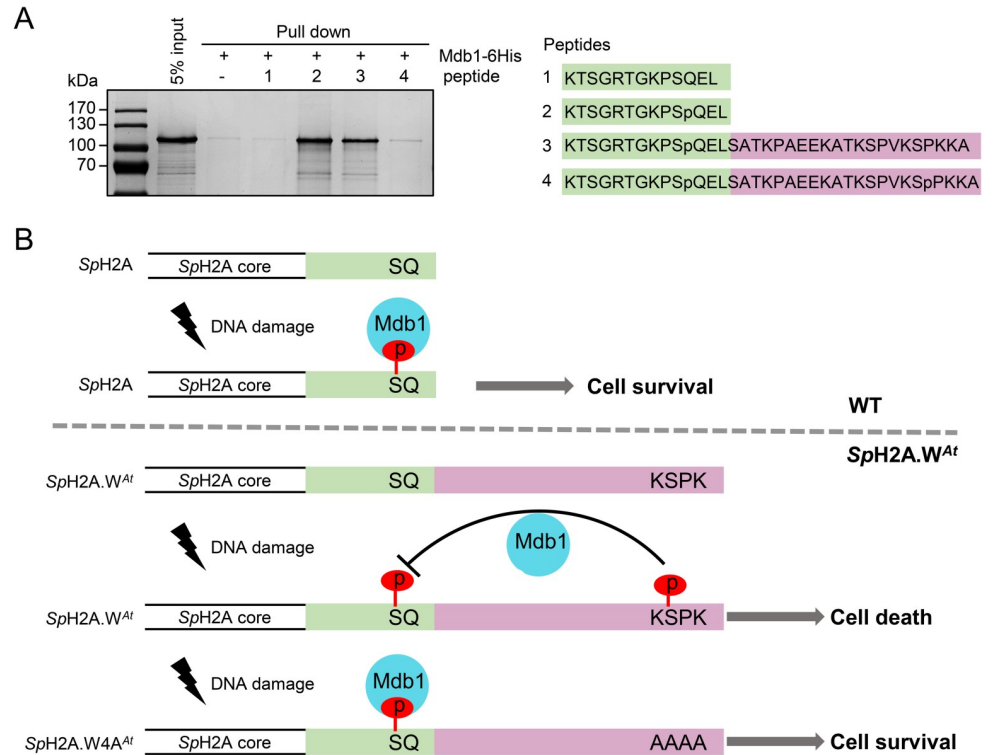 A
5% input
Pull down
+ + + + + Mdb1-6His
- 1 2 3 4 peptide
kDa
170
130
100
70
Peptides
1 KTSGRTGKPSQEL
2 KTSGRTGKPSpQEL
3 KTSGRTGKPSpQELSATKPAEEKATKSPVKSPKKA
4 KTSGRTGKPSpQELSATKPAEEKATKSPVKSpPKKA
B
SpH2A SpH2A core SQ
DNA damage Mdb1
p
SpH2A SpH2A core SQ Cell survival
WT
SpH2A.WAt
SpH2A.WAt SpH2A core SQ KSPK
DNA damage Mdb1
p p
SpH2A.WAt SpH2A core SQ KSPK Cell death
DNA damage Mdb1
p
SpH2A.W4AAt SpH2A core SQ AAAA Cell survival